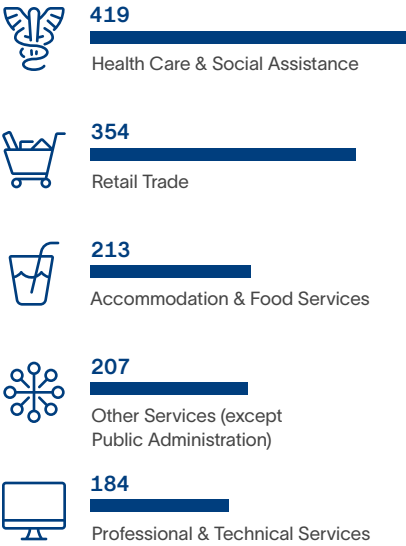 419
Health Care & Social Assistance
354
Retail Trade
213
Accommodation & Food Services
207
Other Services (except
Public Administration)
184
Professional & Technical Services